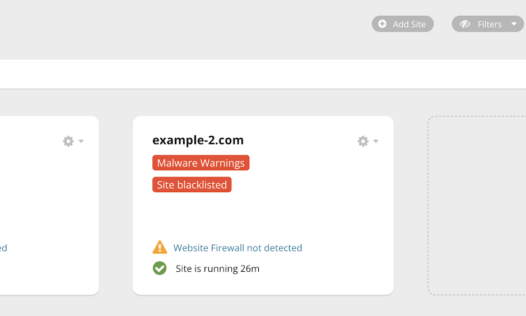 Add Site
Filters
example-2.com
Malware Warnings
Site blacklisted
ed
Website Firewall not detected
Site is running 26m